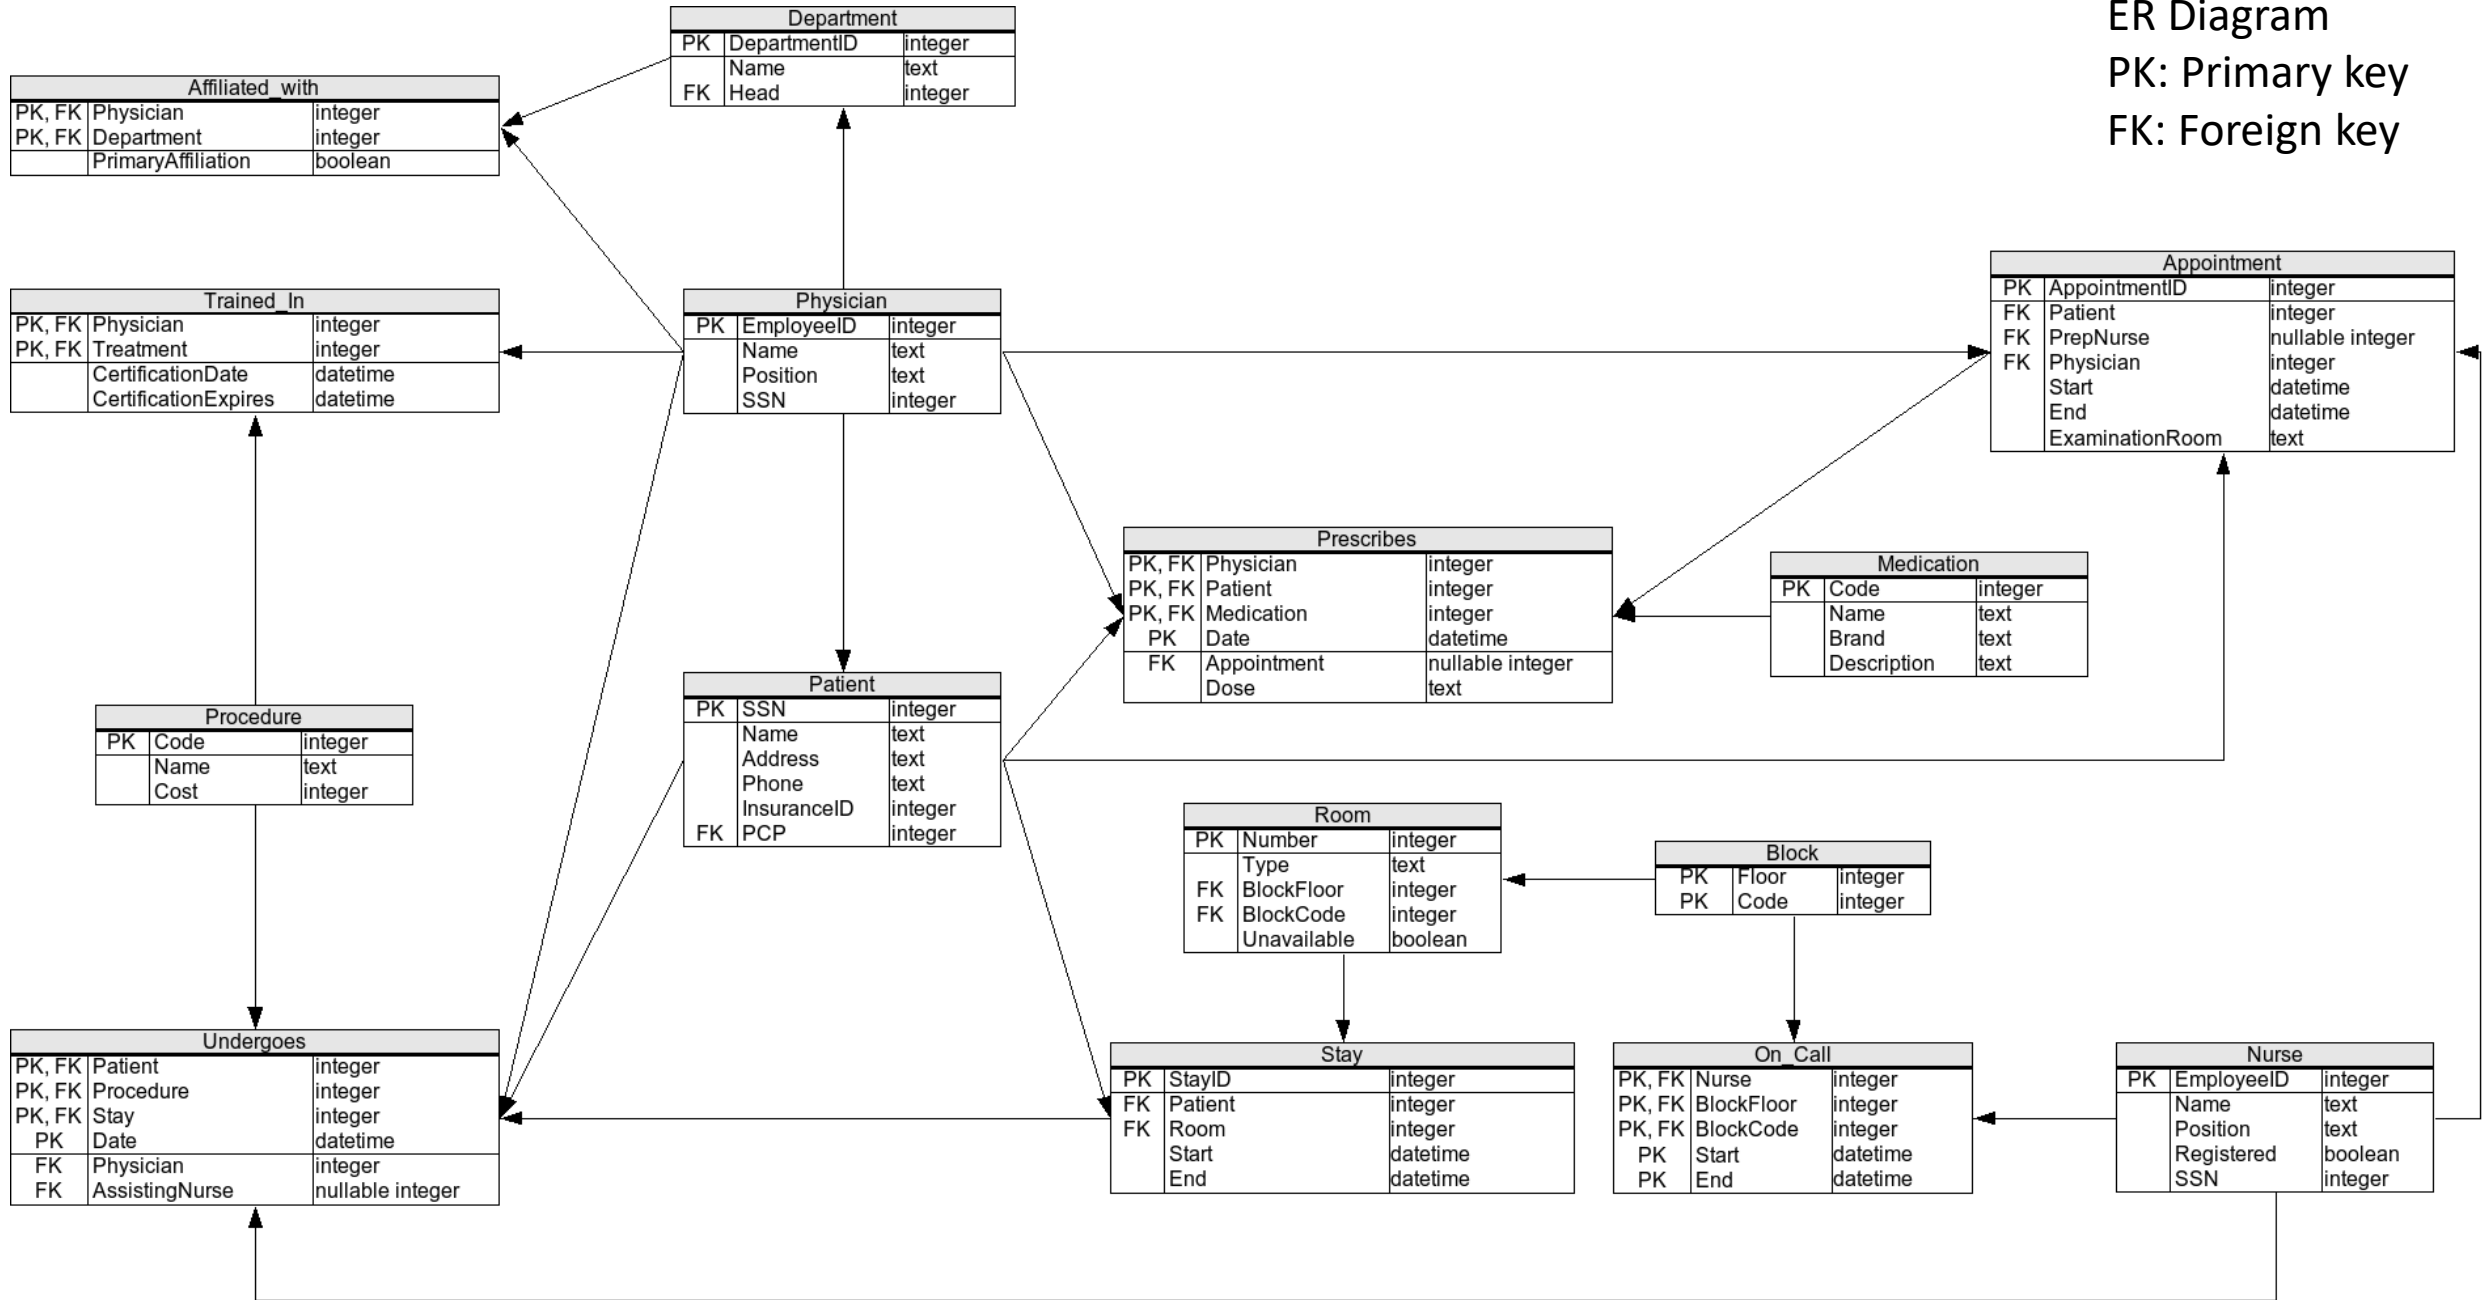 ER Diagram
PK: Primary key
FK: Foreign key
Department
PK DepartmentID integer
Name text
FK Head integer
Affiliated_with
PK, FK Physician integer
PK, FK Department integer
PrimaryAffiliation boolean
Trained_In
PK, FK Physician integer
PK, FK Treatment integer
CertificationDate datetime
CertificationExpires datetime
Physician
PK EmployeeID integer
Name text
Position text
SSN integer
Appointment
PK AppointmentID integer
FK Patient integer
FK PrepNurse nullable integer
FK Physician integer
Start datetime
End datetime
ExaminationRoom text
Prescribes
PK, FK Physician integer
PK, FK Patient integer
PK, FK Medication integer
PK Date datetime
FK Appointment nullable integer
Dose text
Medication
PK Code integer
Name text
Brand text
Description text
Patient
PK SSN integer
Name text
Address text
Phone text
InsuranceID integer
FK PCP integer
Procedure
PK Code integer
Name text
Cost integer
Room
PK Number integer
Type text
FK BlockFloor integer
FK BlockCode integer
Unavailable boolean
Block
PK Floor integer
PK Code integer
Undergoes
PK, FK Patient integer
PK, FK Procedure integer
PK, FK Stay integer
PK Date datetime
FK Physician integer
FK AssistingNurse nullable integer
Stay
PK StayID integer
FK Patient integer
FK Room integer
Start datetime
End datetime
On_Call
PK, FK Nurse integer
PK, FK BlockFloor integer
PK, FK BlockCode integer
PK Start datetime
PK End datetime
Nurse
PK EmployeeID integer
Name text
Position text
Registered boolean
SSN integer